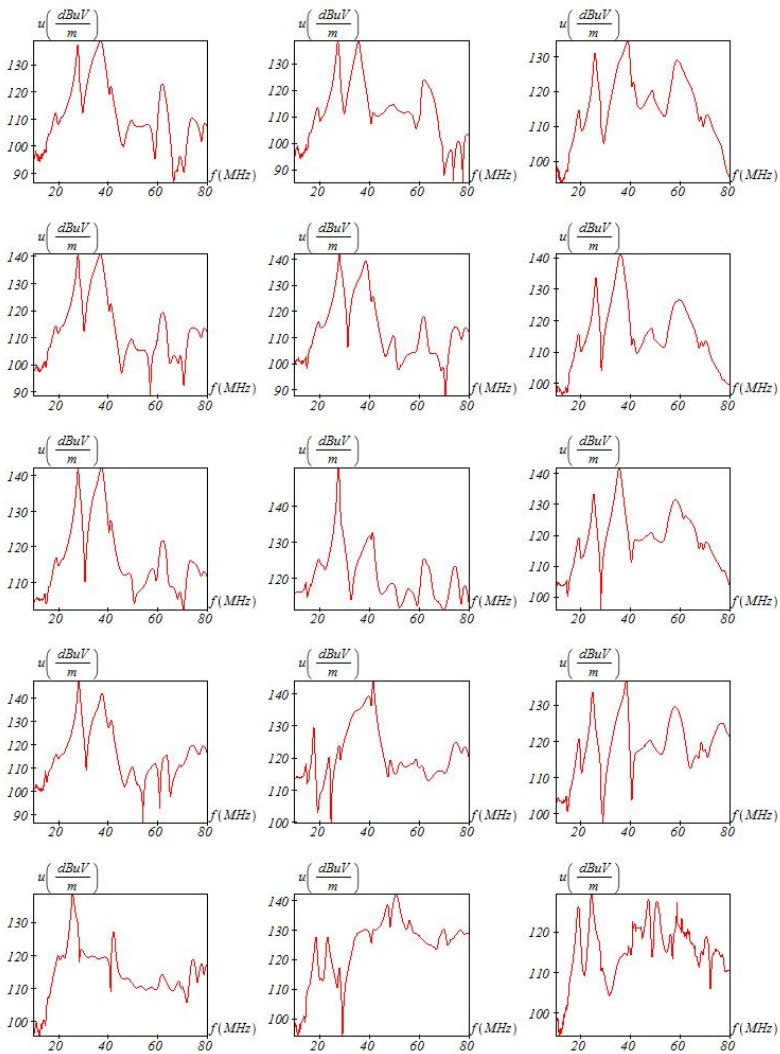 u(dBuV/m) u(dBuV/m) u(dBuV/m)
130 130 130
120 120 120
110 110 110
100 100 100
90 90
f(MHz) f(MHz) f(MHz)
20 40 60 80 20 40 60 80 20 40 60 80
u(dBuV/m) u(dBuV/m) u(dBuV/m)
140 140 140
130 130 130
120 120 120
110 110 110
100 100 100
90 90
f(MHz) f(MHz) f(MHz)
20 40 60 80 20 40 60 80 20 40 60 80
u(dBuV/m) u(dBuV/m) u(dBuV/m)
140 140 140
130 130 130
120 120 120
110 110
100
f(MHz) f(MHz) f(MHz)
20 40 60 80 20 40 60 80 20 40 60 80
u(dBuV/m) u(dBuV/m) u(dBuV/m)
140 140 130
130 130 120
120 120 110
110 110 100
100 100
90
f(MHz) f(MHz) f(MHz)
20 40 60 80 20 40 60 80 20 40 60 80
u(dBuV/m) u(dBuV/m) u(dBuV/m)
130 140 120
120 130 110
110 120 100
100 110
100
f(MHz) f(MHz) f(MHz)
20 40 60 80 20 40 60 80 20 40 60 80